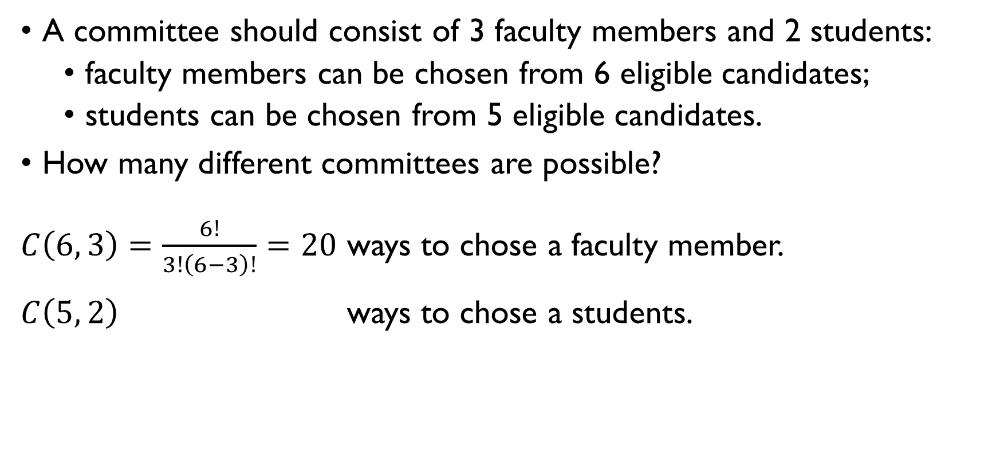 • A committee should consist of 3 faculty members and 2 students:
• faculty members can be chosen from 6 eligible candidates;
• students can be chosen from 5 eligible candidates.
• How many different committees are possible?
C(6, 3) = 6! / 3!(6−3)! = 20 ways to chose a faculty member.
C(5, 2) ways to chose a students.